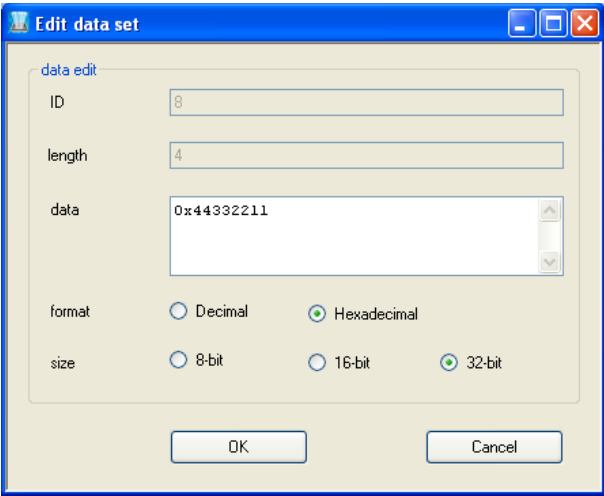 Edit data set
data edit
ID 8
length 4
data 0x44332211
format Decimal Hexadecimal
size 8-bit 16-bit 32-bit
OK Cancel